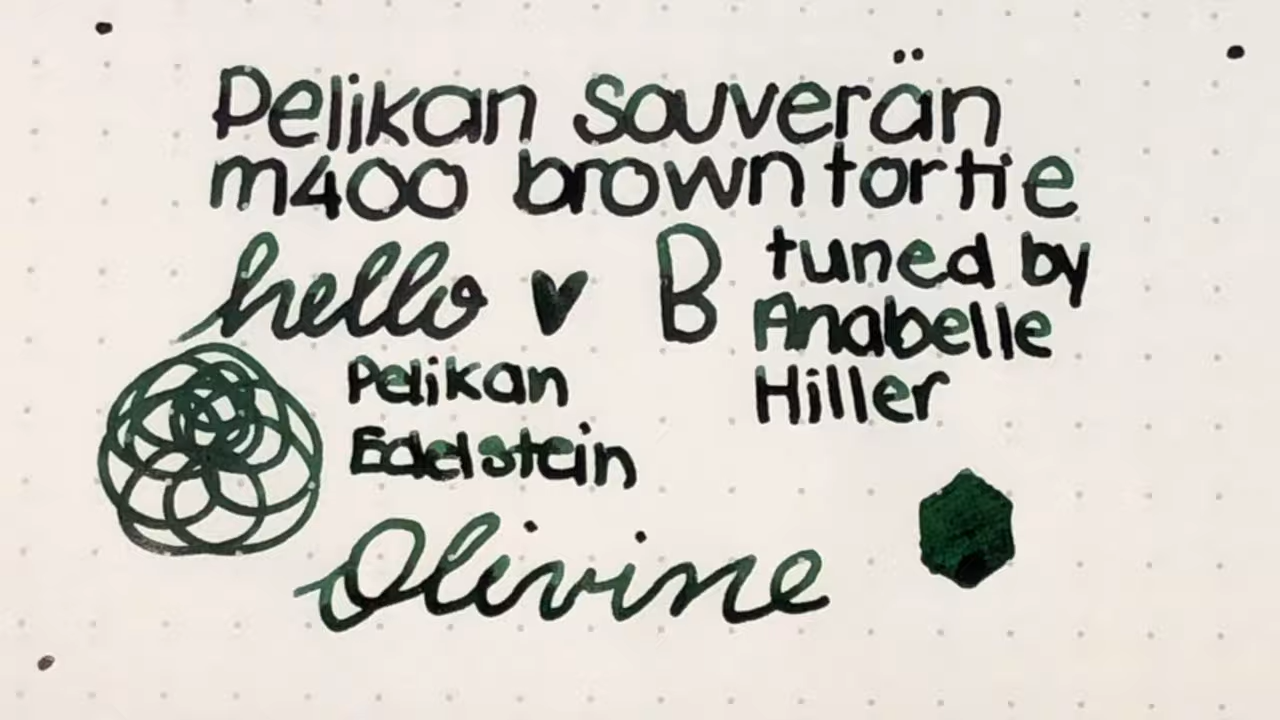 Pelikan Souverän
m400 brown tortie
hello ♥ B
tuned by
Anabelle
Hiller
Pelikan
Edelstein
Olivine